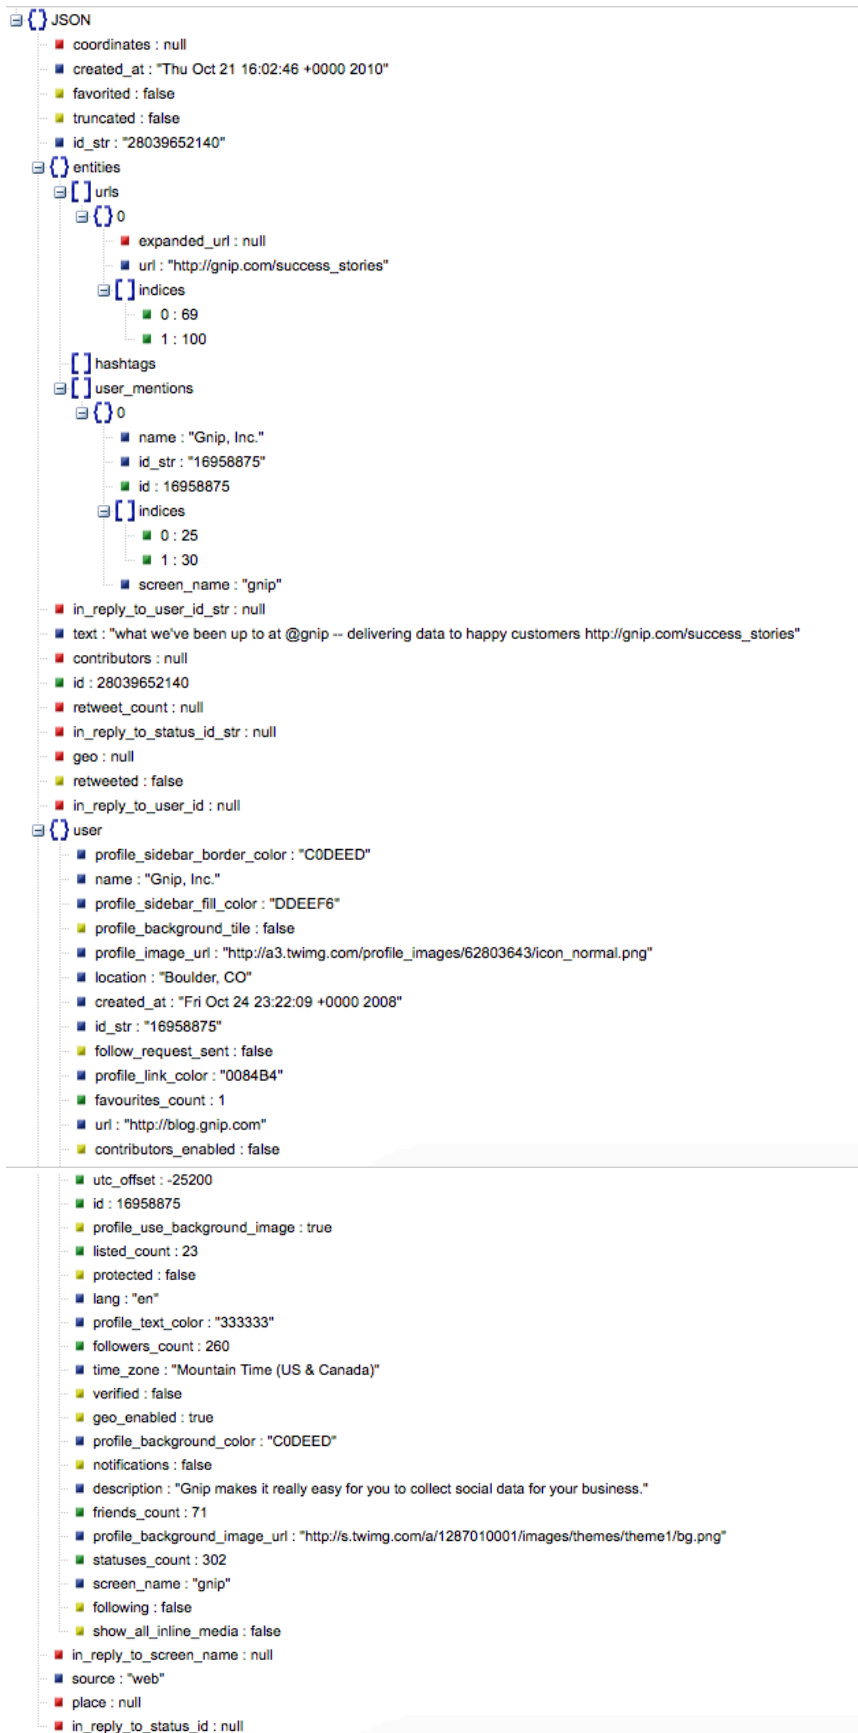 JSON
coordinates : null
created_at : "Thu Oct 21 16:02:46 +0000 2010"
favorited : false
truncated : false
id_str : "28039652140"
entities
urls
0
expanded_url : null
url : "http://gnip.com/success_stories"
indices
0 : 69
1 : 100
hashtags
user_mentions
0
name : "Gnip, Inc."
id_str : "16958875"
id : 16958875
indices
0 : 25
1 : 30
screen_name : "gnip"
in_reply_to_user_id_str : null
text : "what we've been up to at @gnip -- delivering data to happy customers http://gnip.com/success_stories"
contributors : null
id : 28039652140
retweet_count : null
in_reply_to_status_id_str : null
geo : null
retweeted : false
in_reply_to_user_id : null
user
profile_sidebar_border_color : "C0DEED"
name : "Gnip, Inc."
profile_sidebar_fill_color : "DDEEF6"
profile_background_tile : false
profile_image_url : "http://a3.twimg.com/profile_images/62803643/icon_normal.png"
location : "Boulder, CO"
created_at : "Fri Oct 24 23:22:09 +0000 2008"
id_str : "16958875"
follow_request_sent : false
profile_link_color : "0084B4"
favourites_count : 1
url : "http://blog.gnip.com"
contributors_enabled : false
utc_offset : -25200
id : 16958875
profile_use_background_image : true
listed_count : 23
protected : false
lang : "en"
profile_text_color : "333333"
followers_count : 260
time_zone : "Mountain Time (US & Canada)"
verified : false
geo_enabled : true
profile_background_color : "C0DEED"
notifications : false
description : "Gnip makes it really easy for you to collect social data for your business."
friends_count : 71
profile_background_image_url : "http://s.twimg.com/a/1287010001/images/themes/theme1/bg.png"
statuses_count : 302
screen_name : "gnip"
following : false
show_all_inline_media : false
in_reply_to_screen_name : null
source : "web"
place : null
in_reply_to_status_id : null